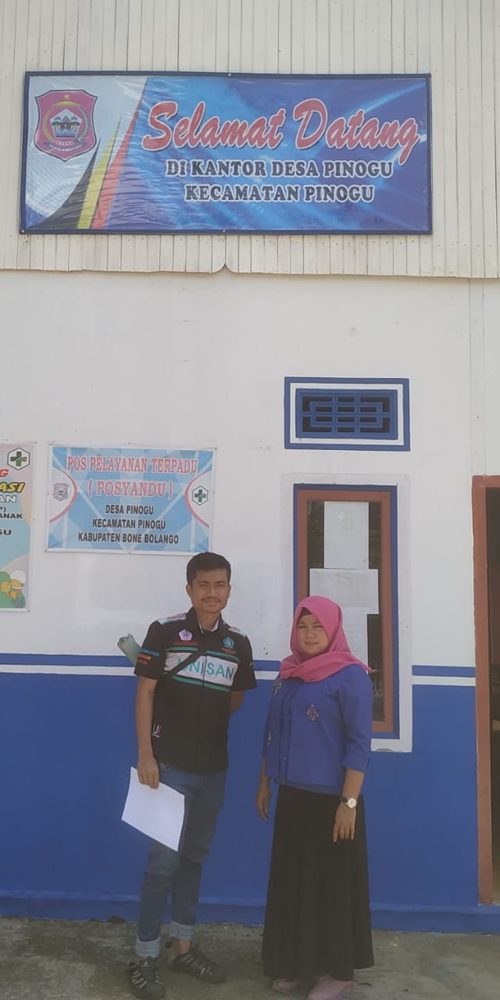 Selamat Datang
DI KANTOR DESA PINOGU
KECAMATAN PINOGU
POS PELAYANAN TERPADU
( POSYANDU )
DESA PINOGU
KECAMATAN PINOGU
KABUPATEN BONE BOLANGO
UNISAN